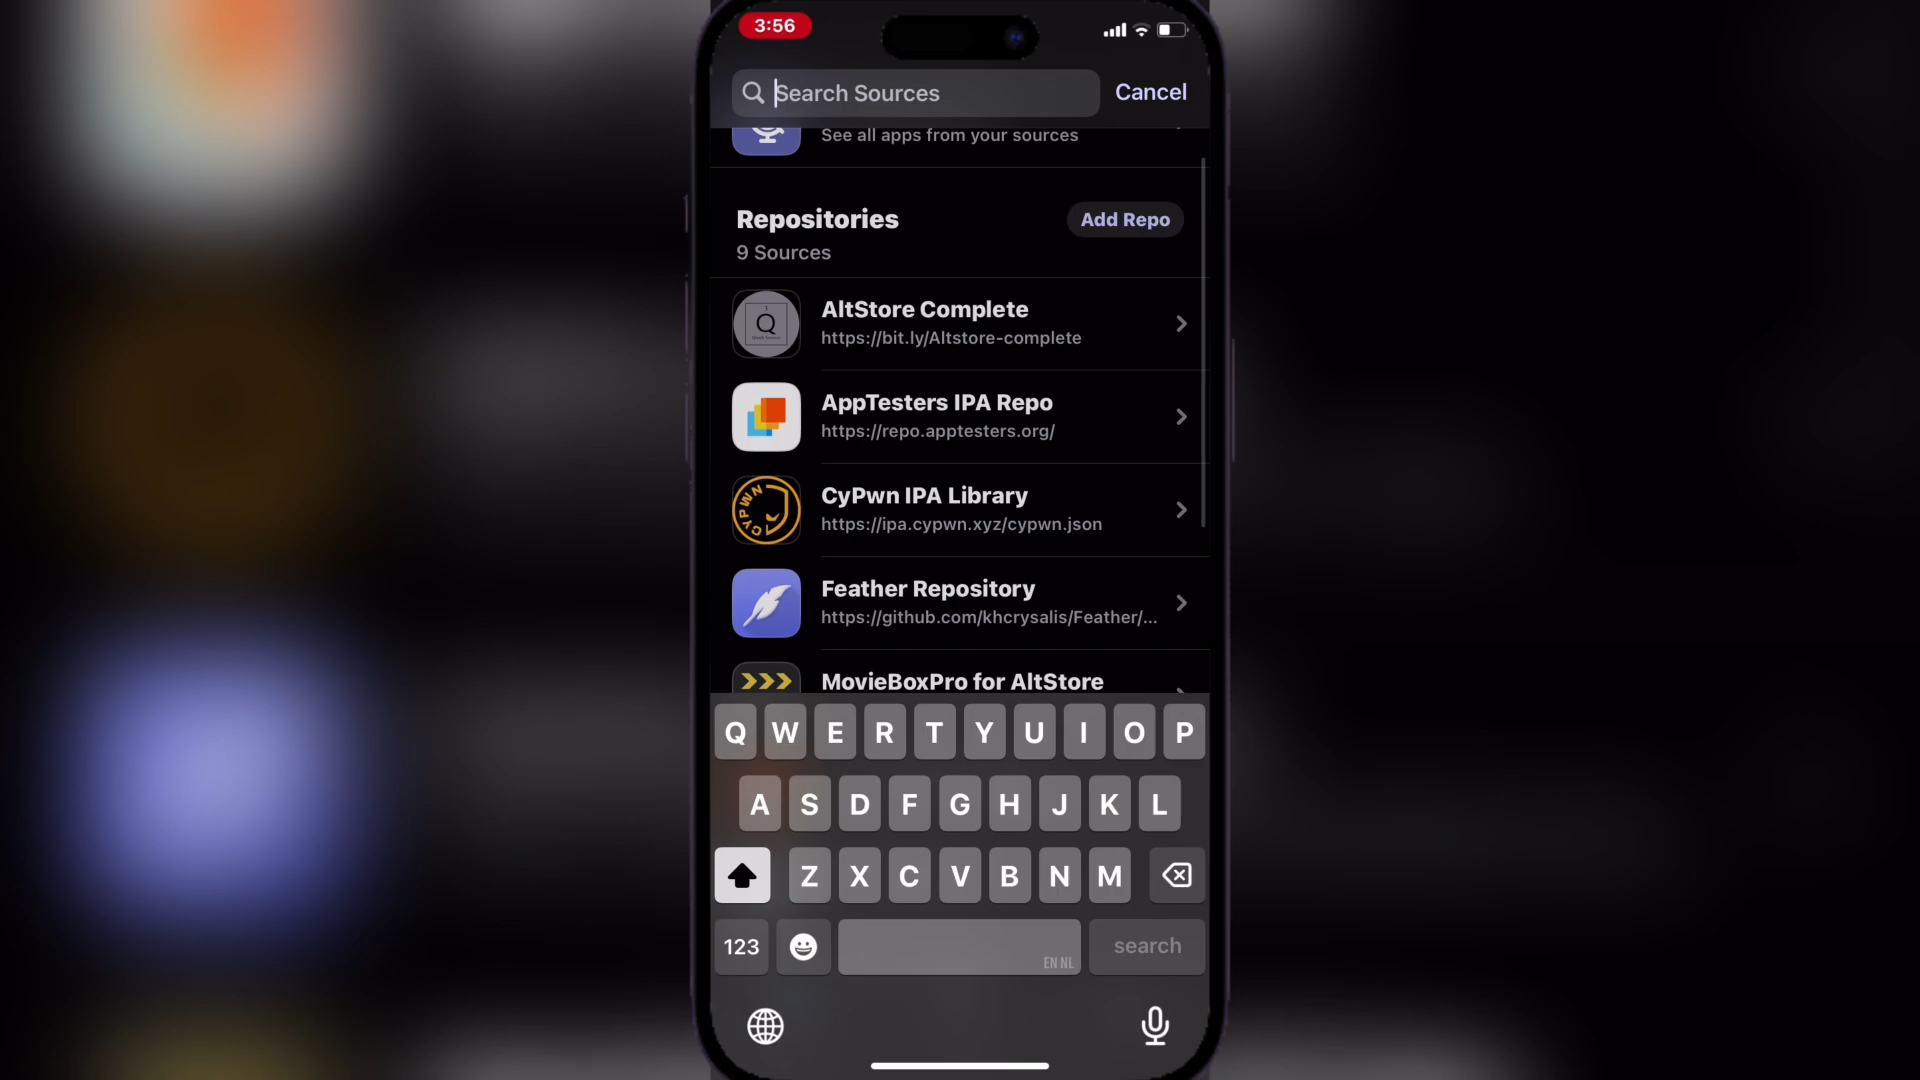 3:56
Search Sources
Cancel
See all apps from your sources
Repositories
Add Repo
9 Sources
Q
AltStore Complete
https://bit.ly/Altstore-complete
AppTesters IPA Repo
https://repo.apptesters.org/
CYPWN
CyPwn IPA Library
https://ipa.cypwn.xyz/cypwn.json
Feather Repository
https://github.com/khcrysalis/Feather/...
MovieBoxPro for AltStore
Q W E R T Y U I O P
A S D F G H J K L
Z X C V B N M
123
EN NL
search